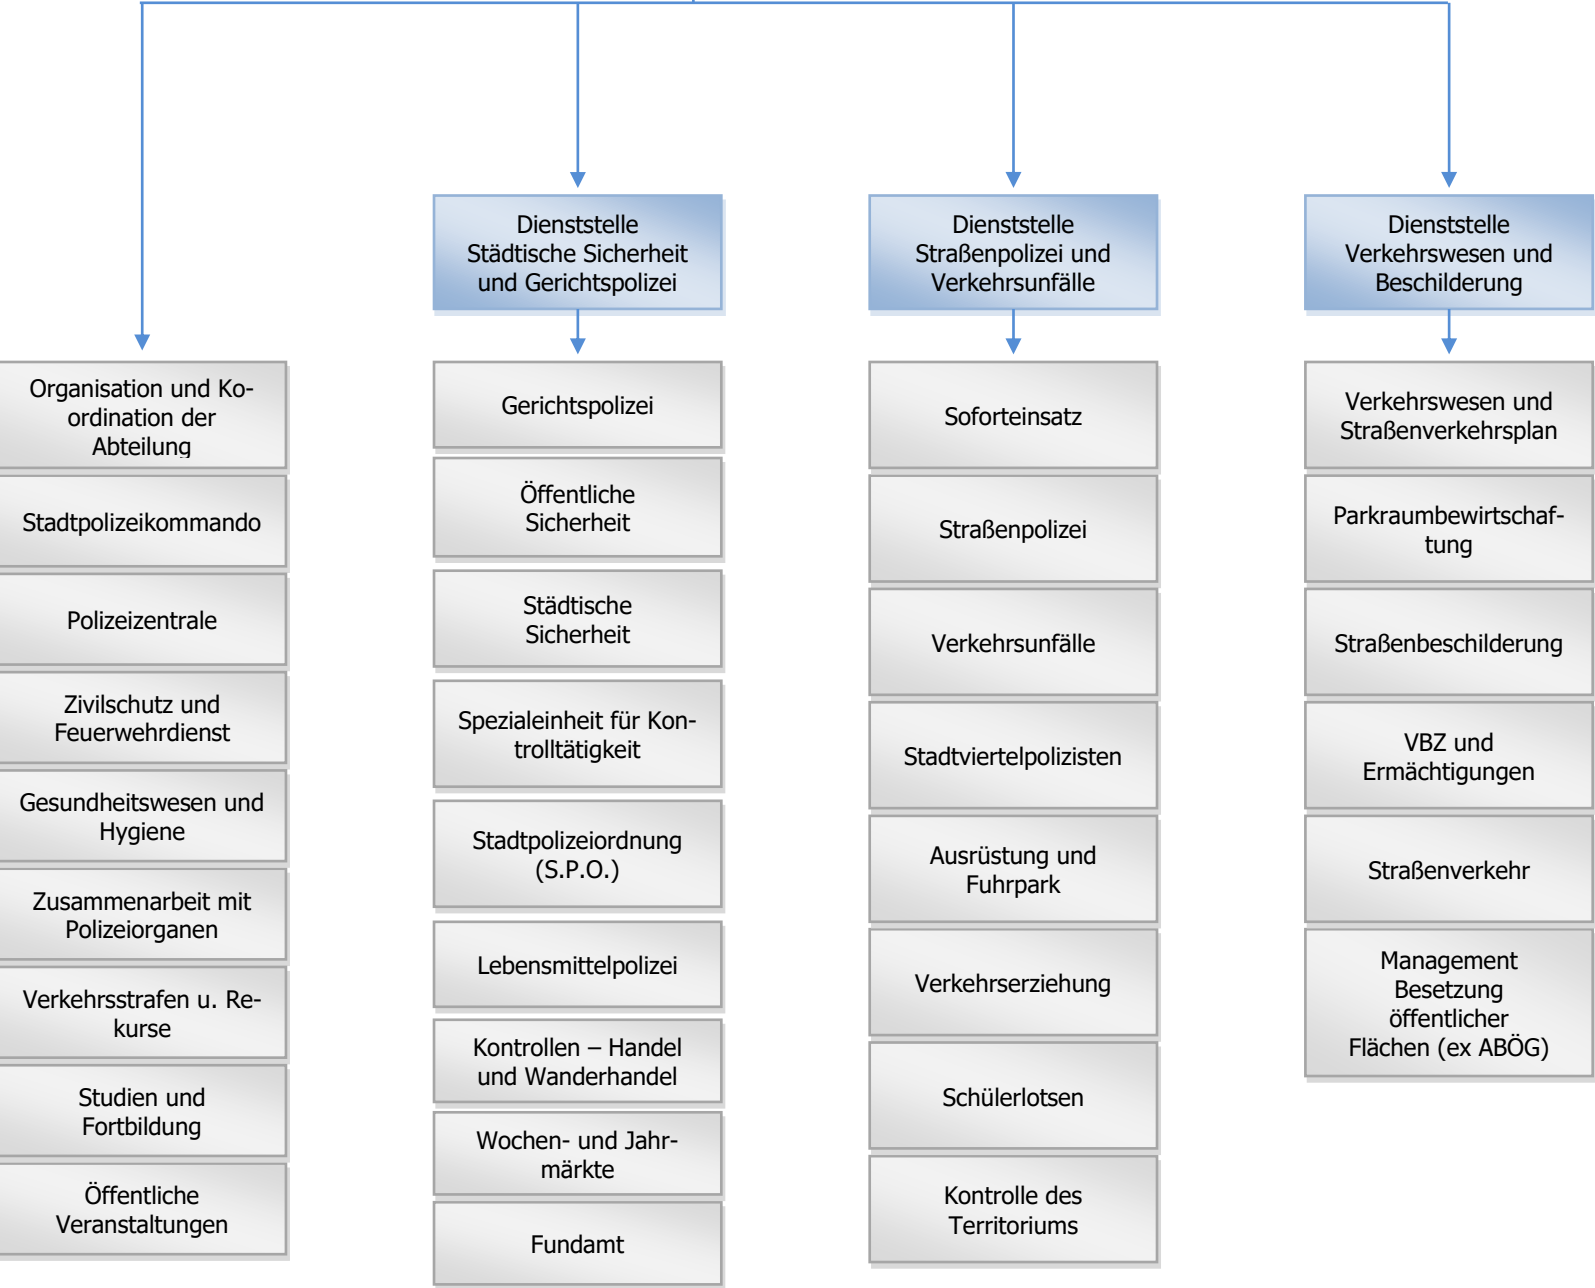 Dienststelle
Städtische Sicherheit
und Gerichtspolizei
Dienststelle
Straßenpolizei und
Verkehrsunfälle
Dienststelle
Verkehrswesen und
Beschilderung
Organisation und Ko-
ordination der
Abteilung
Stadtpolizeikommando
Polizeizentrale
Zivilschutz und
Feuerwehrdienst
Gesundheitswesen und
Hygiene
Zusammenarbeit mit
Polizeiorganen
Verkehrsstrafen u. Re-
kurse
Studien und
Fortbildung
Öffentliche
Veranstaltungen
Gerichtspolizei
Öffentliche
Sicherheit
Städtische
Sicherheit
Spezialeinheit für Kon-
trolltätigkeit
Stadtpolizeiordnung
(S.P.O.)
Lebensmittelpolizei
Kontrollen – Handel
und Wanderhandel
Wochen- und Jahr-
märkte
Fundamt
Soforteinsatz
Straßenpolizei
Verkehrsunfälle
Stadtviertelpolizisten
Ausrüstung und
Fuhrpark
Verkehrserziehung
Schülerlotsen
Kontrolle des
Territoriums
Verkehrswesen und
Straßenverkehrsplan
Parkraumbewirtschaf-
tung
Straßenbeschilderung
VBZ und
Ermächtigungen
Straßenverkehr
Management
Besetzung
öffentlicher
Flächen (ex ABÖG)